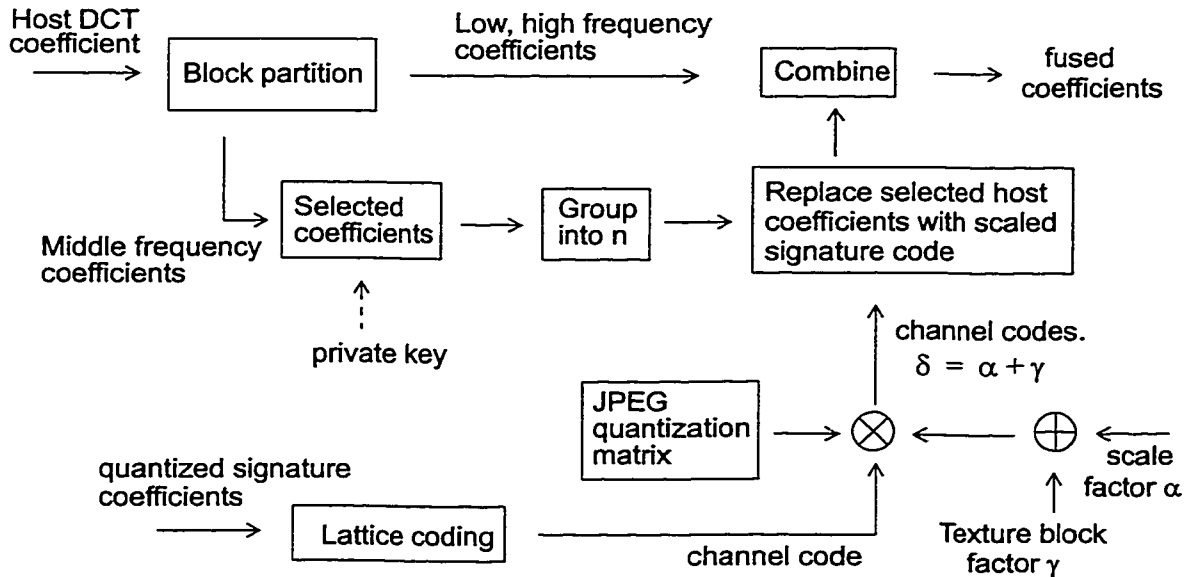 Host DCT
coefficient
Block partition
Low, high frequency
coefficients
Combine
fused
coefficients
Middle frequency
coefficients
Selected
coefficients
Group
into n
Replace selected host
coefficients with scaled
signature code
private key
channel codes.
δ = α + γ
JPEG
quantization
matrix
scale
factor α
quantized signature
coefficients
Lattice coding
channel code
Texture block
factor γ